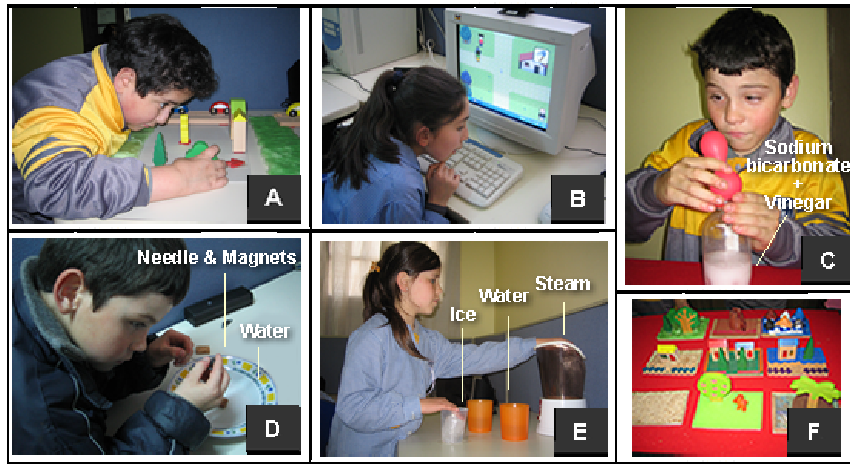 A
B
Sodium
bicarbonate
+
Vinegar
C
Needle & Magnets
Water
D
Ice
Water
Steam
E
F